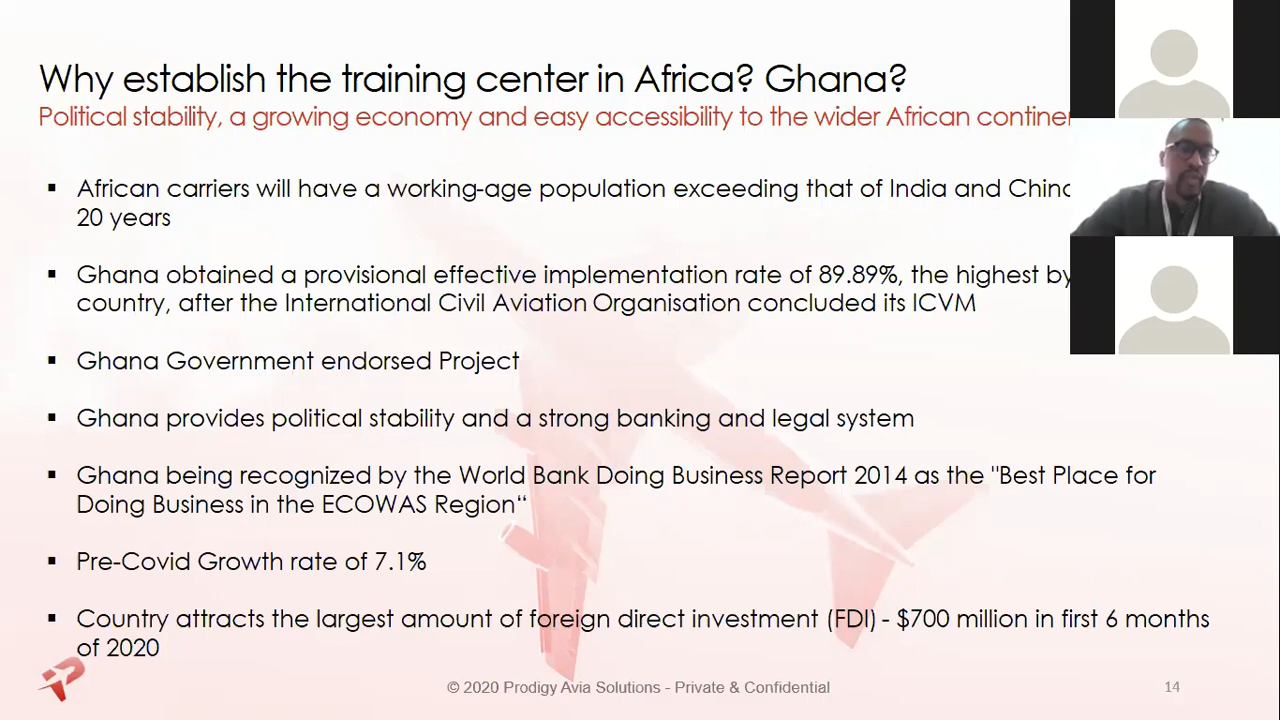 Why establish the training center in Africa? Ghana?
Political stability, a growing economy and easy accessibility to the wider African
▪ African carriers will have a working-age population exceeding that of India and
20 years
▪ Ghana obtained a provisional effective implementation rate of 89.89%, the highest by
country, after the International Civil Aviation Organisation concluded its ICVM
▪ Ghana Government endorsed Project
▪ Ghana provides political stability and a strong banking and legal system
▪ Ghana being recognized by the World Bank Doing Business Report 2014 as the "Best Place for
Doing Business in the ECOWAS Region“
▪ Pre-Covid Growth rate of 7.1%
▪ Country attracts the largest amount of foreign direct investment (FDI) - $700 million in first 6 months
of 2020
© 2020 Prodigy Avia Solutions - Private & Confidential
14